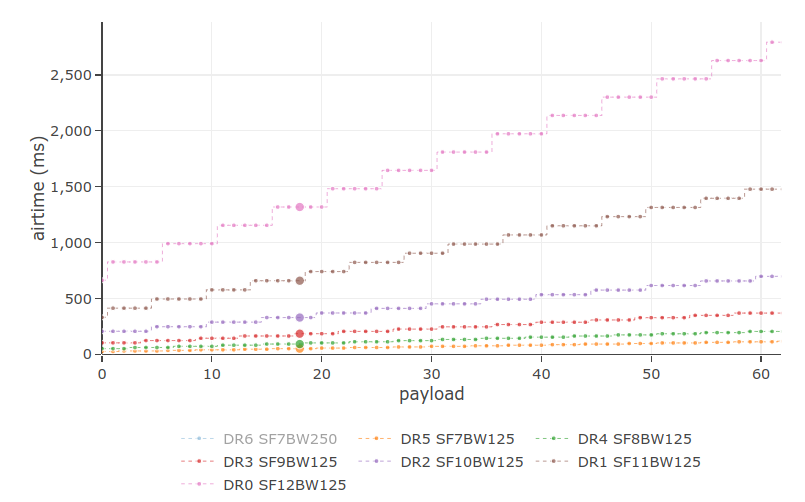 2,500
2,000
1,500
1,000
500
0
airtime (ms)
0 10 20 30 40 50 60
payload
DR6 SF7BW250 DR5 SF7BW125 DR4 SF8BW125
DR3 SF9BW125 DR2 SF10BW125 DR1 SF11BW125
DR0 SF12BW125